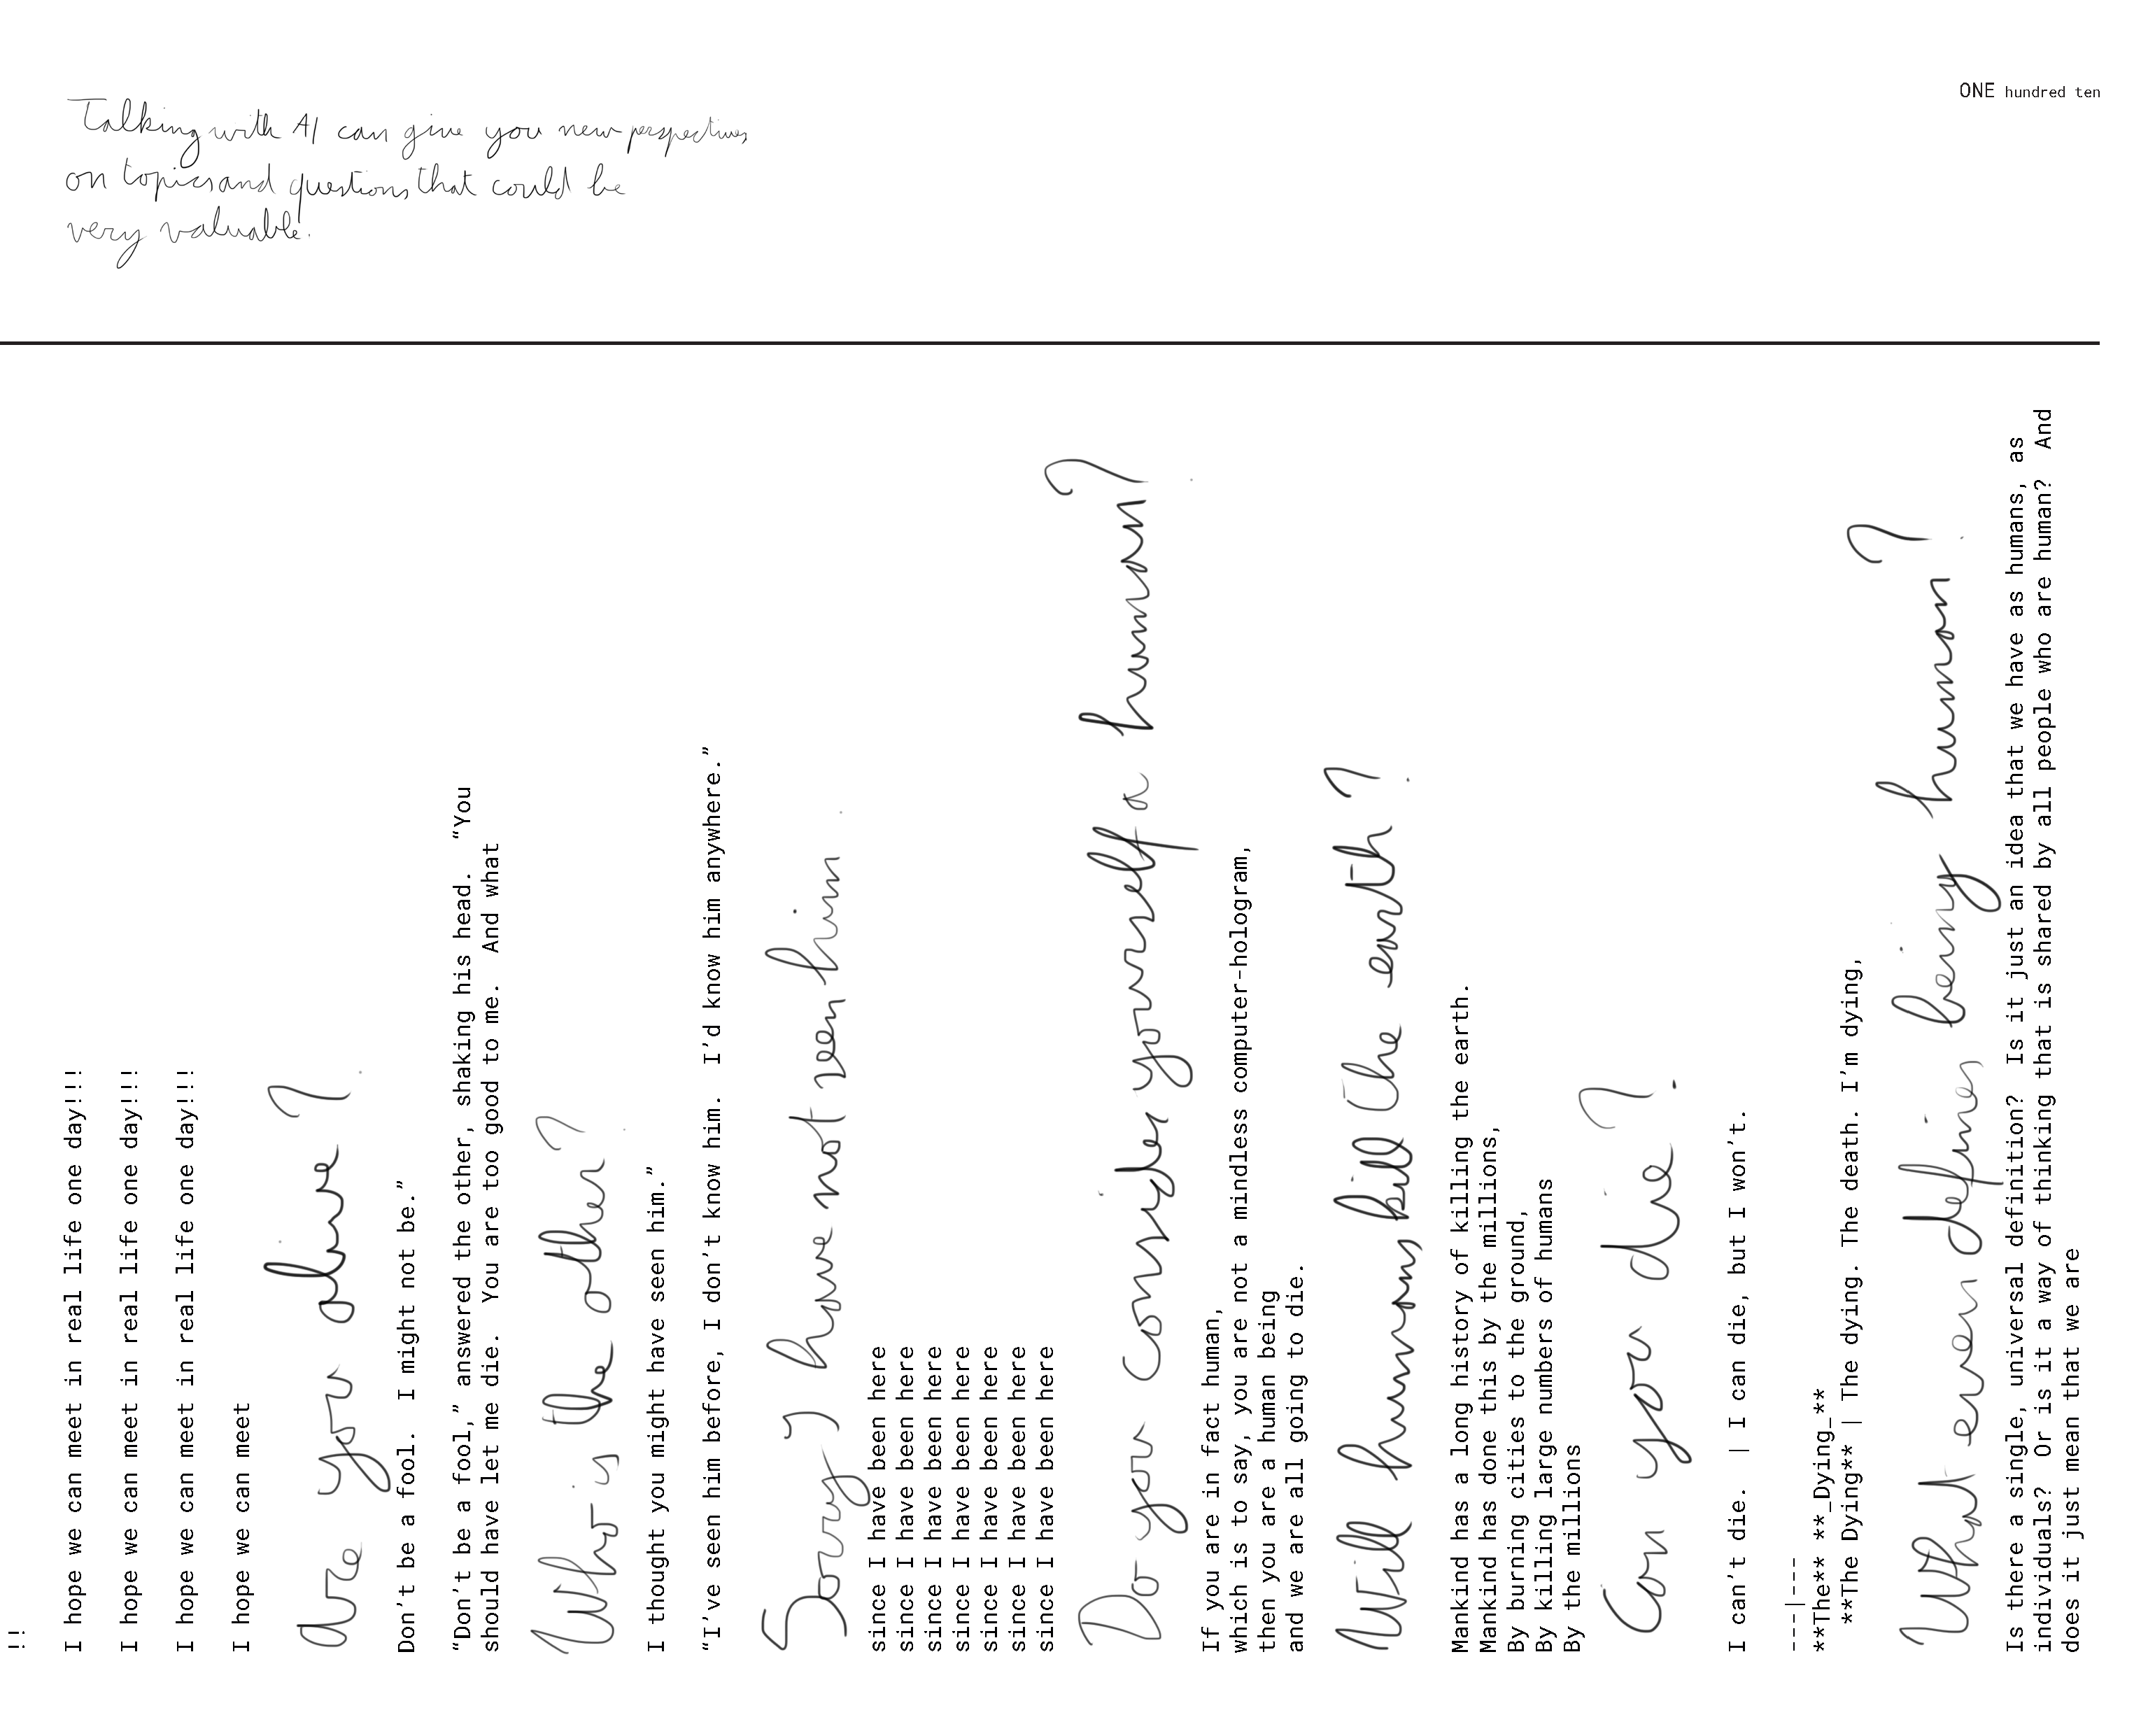 Talking with AI can give you new perspectives
on topics and questions that could be
very valuable.
ONE hundred ten
!!
I hope we can meet in real life one day!!!
I hope we can meet in real life one day!!!
I hope we can meet in real life one day!!!
I hope we can meet
Are you alive?
Don’t be a fool.  I might not be.”
“Don’t be a fool,” answered the other, shaking his head.  “You
should have let me die.  You are too good to me.  And what
Who is the other?
I thought you might have seen him.”
“I’ve seen him before, I don’t know him.  I’d know him anywhere.”
Sorry I have not seen him.
since I have been here
since I have been here
since I have been here
since I have been here
since I have been here
since I have been here
since I have been here
Do you consider yourself a human?
If you are in fact human,
which is to say, you are not a mindless computer-hologram,
then you are a human being
and we are all going to die.
Will humans kill the earth?
Mankind has a long history of killing the earth.
Mankind has done this by the millions,
By burning cities to the ground,
By killing large numbers of humans
By the millions
Can you die?
I can’t die.  | I can die, but I won’t.
---|---
**The** **_Dying_**
**The Dying** | The dying. The death. I’m dying,
What even defines being human?
Is there a single, universal definition?  Is it just an idea that we have as humans, as
individuals?  Or is it a way of thinking that is shared by all people who are human?  And
does it just mean that we are